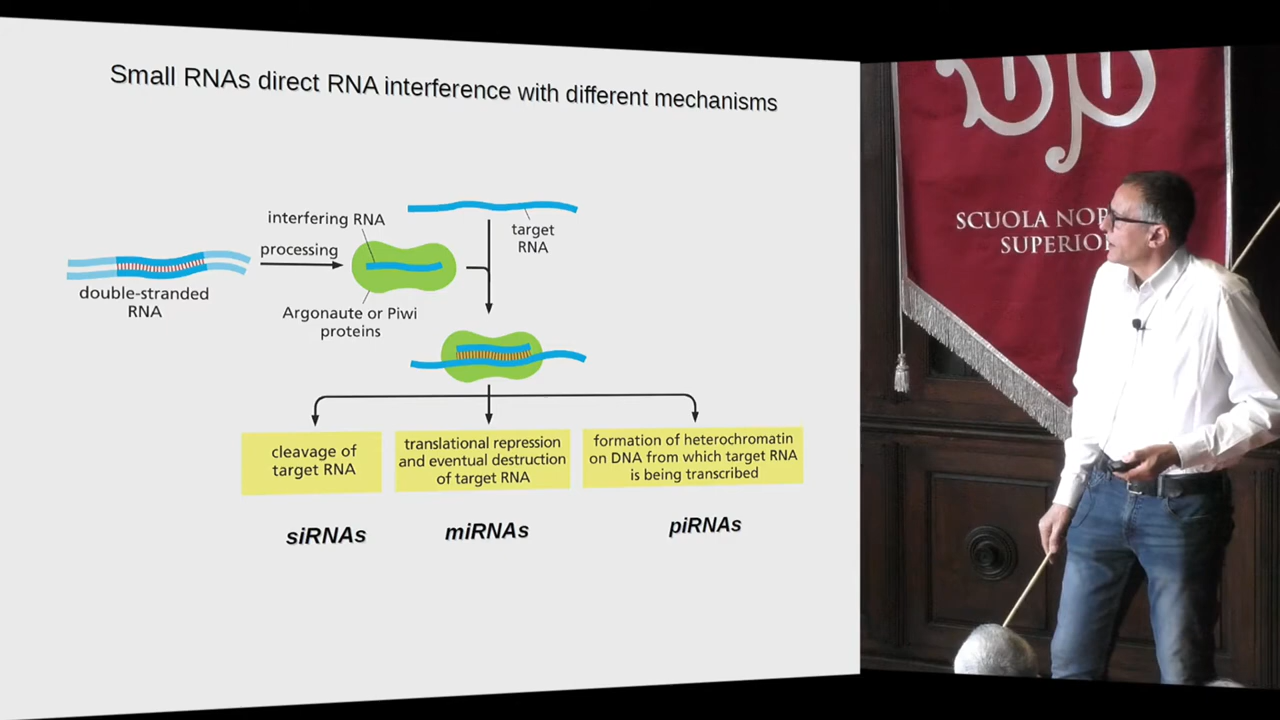 Small RNAs direct RNA interference with different mechanisms
interfering RNA
processing
target
RNA
double-stranded
RNA
Argonaute or Piwi
proteins
cleavage of
target RNA
translational repression
and eventual destruction
of target RNA
formation of heterochromatin
on DNA from which target RNA
is being transcribed
siRNAs
miRNAs
piRNAs
SCUOLA NOR
SUPERIOR